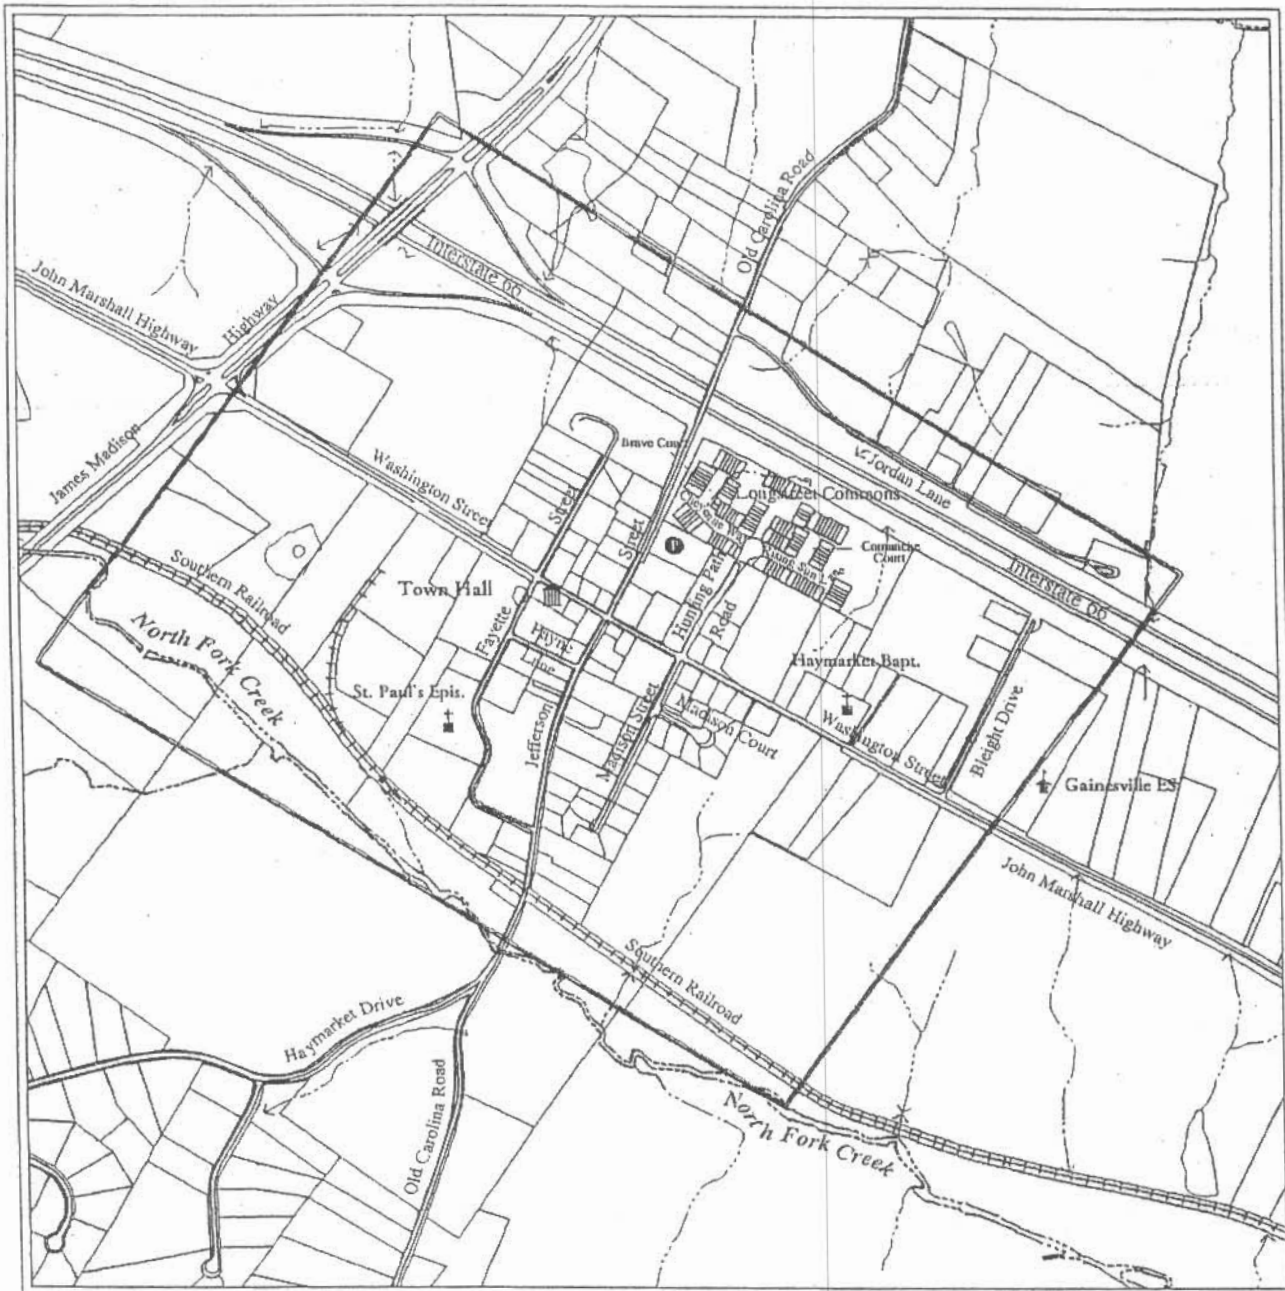 Old Carolina Road
Interstate 66
John Marshall Highway
Highway
James Madison
Washington Street
Street
Street
Jordan Lane
Longstreet Commons
Comanche
Court
Interstate 66
Southern Railroad
Town Hall
Hunting Path
Road
North Fork Creek
Fayette
Payne
Lane
Haymarket Bapt.
St. Paul's Epis.
Jefferson
Madison Street
Madison Court
Washington Street
Bleight Drive
Gainesville ES
John Marshall Highway
Southern Railroad
Haymarket Drive
Old Carolina Road
North Fork Creek